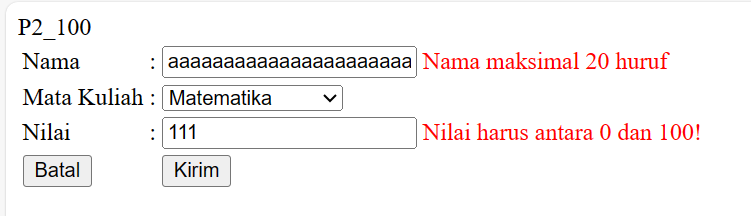 P2_100
Nama : aaaaaaaaaaaaaaaaaaaaaa Nama maksimal 20 huruf
Mata Kuliah : Matematika
Nilai : 111 Nilai harus antara 0 dan 100!
Batal Kirim